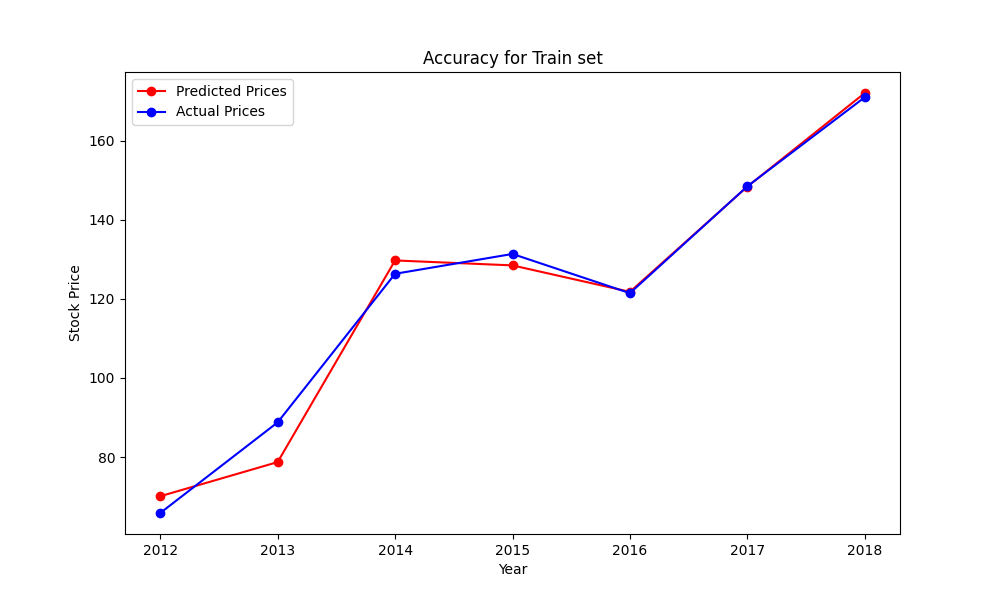 Accuracy for Train set
Predicted Prices
Actual Prices
160
140
120
100
80
Stock Price
2012 2013 2014 2015 2016 2017 2018
Year